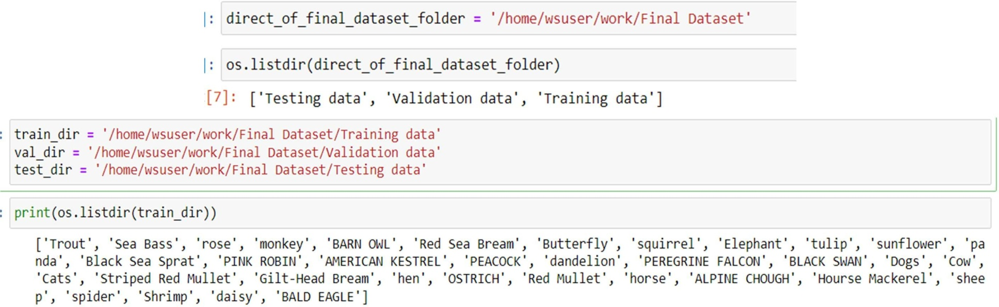 ]: direct_of_final_dataset_folder = '/home/wsuser/work/Final Dataset'
]: os.listdir(direct_of_final_dataset_folder)
[7]: ['Testing data', 'Validation data', 'Training data']
: train_dir = '/home/wsuser/work/Final Dataset/Training data'
val_dir = '/home/wsuser/work/Final Dataset/Validation data'
test_dir = '/home/wsuser/work/Final Dataset/Testing data'
: print(os.listdir(train_dir))
['Trout', 'Sea Bass', 'rose', 'monkey', 'BARN OWL', 'Red Sea Bream', 'Butterfly', 'squirrel', 'Elephant', 'tulip', 'sunflower', 'pa
nda', 'Black Sea Sprat', 'PINK ROBIN', 'AMERICAN KESTREL', 'PEACOCK', 'dandelion', 'PEREGRINE FALCON', 'BLACK SWAN', 'Dogs', 'Cow',
'Cats', 'Striped Red Mullet', 'Gilt-Head Bream', 'hen', 'OSTRICH', 'Red Mullet', 'horse', 'ALPINE CHOUGH', 'Hourse Mackerel', 'shee
p', 'spider', 'Shrimp', 'daisy', 'BALD EAGLE']